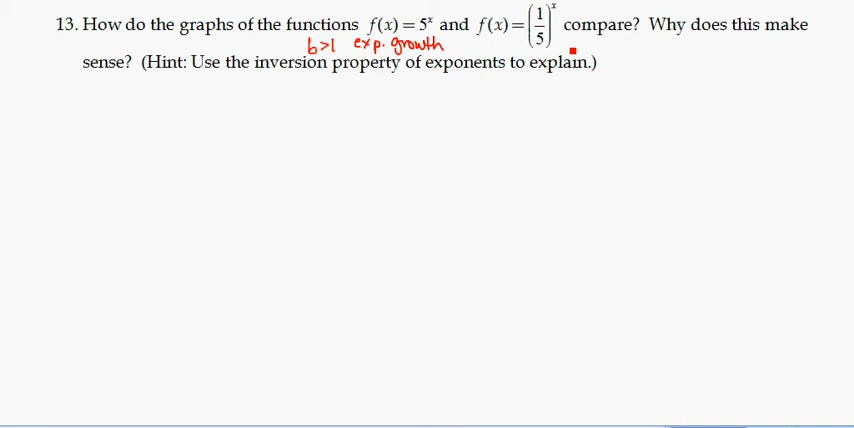 13. How do the graphs of the functions f(x) = 5^x and f(x) = (1/5)^x compare? Why does this make
b>1 exp. growth
sense? (Hint: Use the inversion property of exponents to explain.)